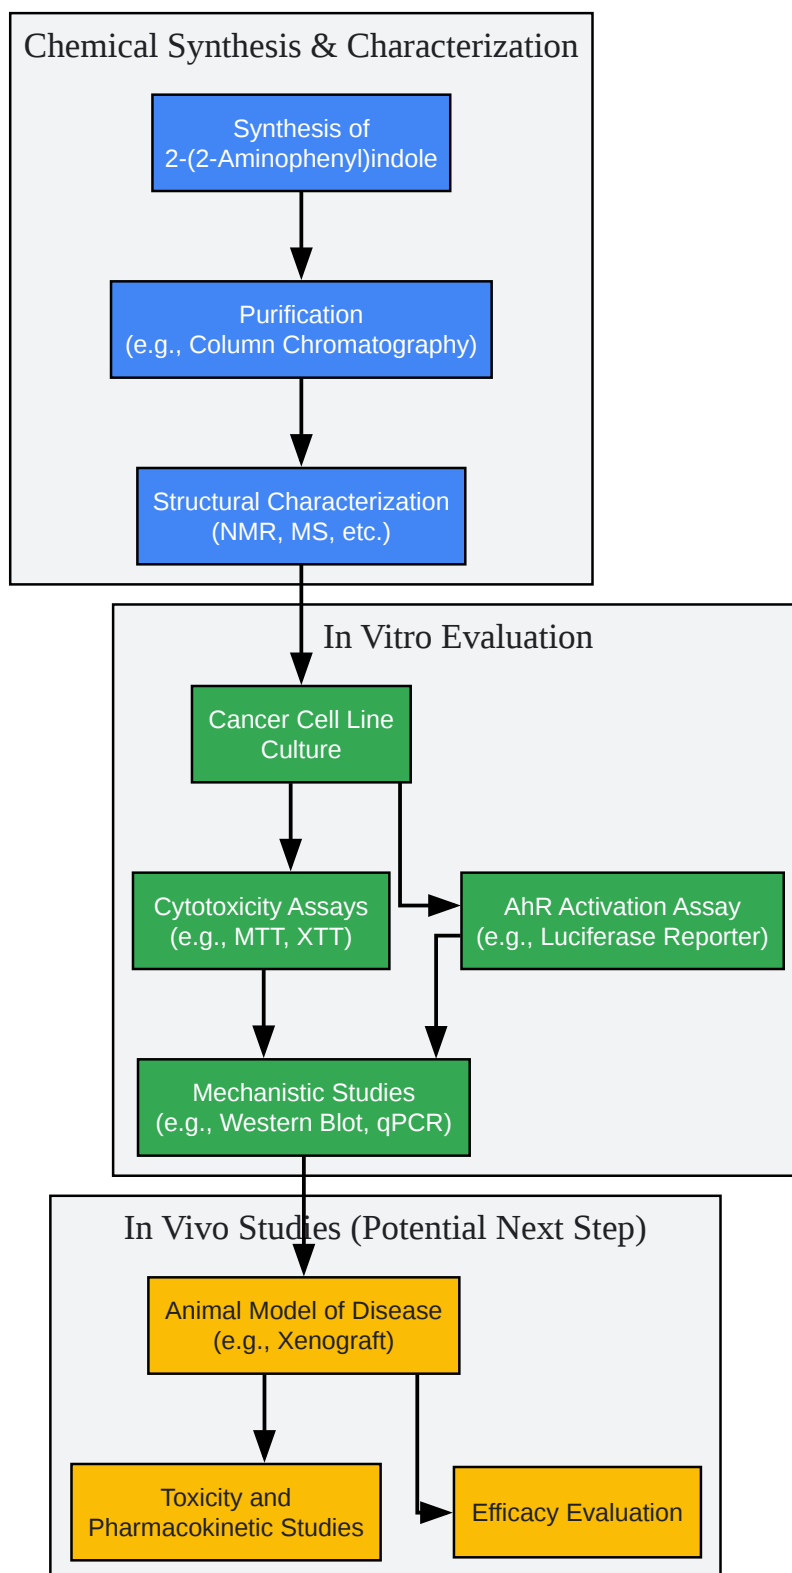 Chemical Synthesis & Characterization
Synthesis of
2-(2-Aminophenyl)indole
Purification
(e.g., Column Chromatography)
Structural Characterization
(NMR, MS, etc.)
In Vitro Evaluation
Cancer Cell Line
Culture
Cytotoxicity Assays
(e.g., MTT, XTT)
AhR Activation Assay
(e.g., Luciferase Reporter)
Mechanistic Studies
(e.g., Western Blot, qPCR)
In Vivo Studies (Potential Next Step)
Animal Model of Disease
(e.g., Xenograft)
Toxicity and
Pharmacokinetic Studies
Efficacy Evaluation